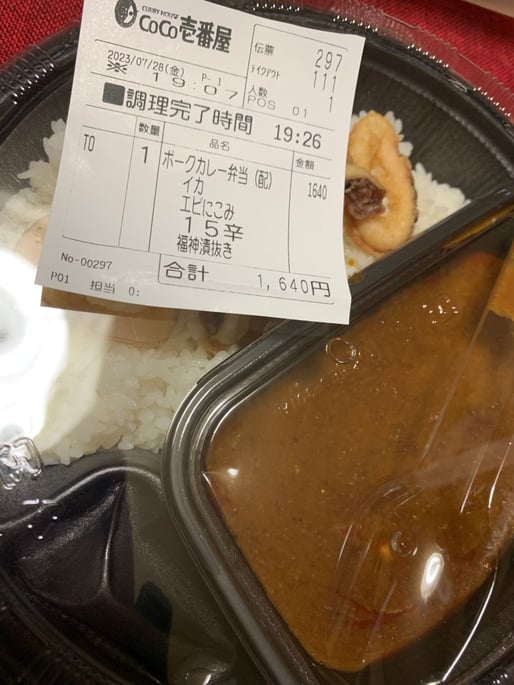 CURRY HOUSE
CoCo壱番屋
伝票 297
テイクアウト 111
人数 1
POS 01
2023/07/28(金) P-1
19:07
■調理完了時間 19:26
数量 品名 金額
TO 1 ポークカレー弁当(配) 1640
イカ
エビにこみ
15辛
福神漬抜き
合計 1,640円
No-00297
P01 担当 0: